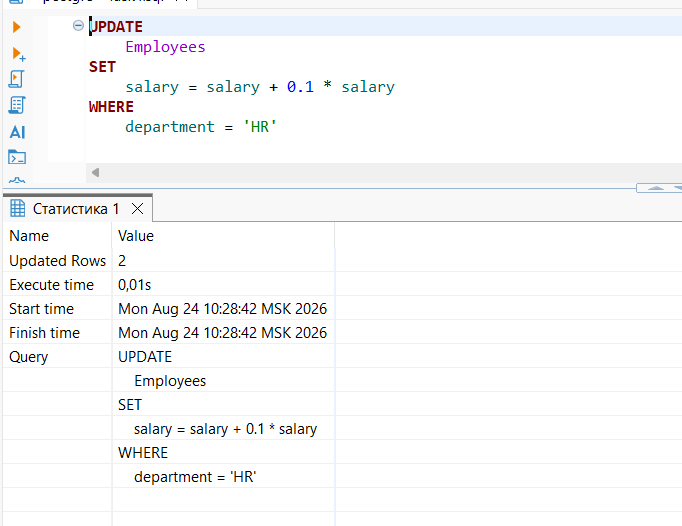 UPDATE
Employees
SET
salary = salary + 0.1 * salary
WHERE
department = 'HR'
AI
Статистика 1
Name Value
Updated Rows 2
Execute time 0,01s
Start time Mon Aug 24 10:28:42 MSK 2026
Finish time Mon Aug 24 10:28:42 MSK 2026
Query UPDATE
Employees
SET
salary = salary + 0.1 * salary
WHERE
department = 'HR'